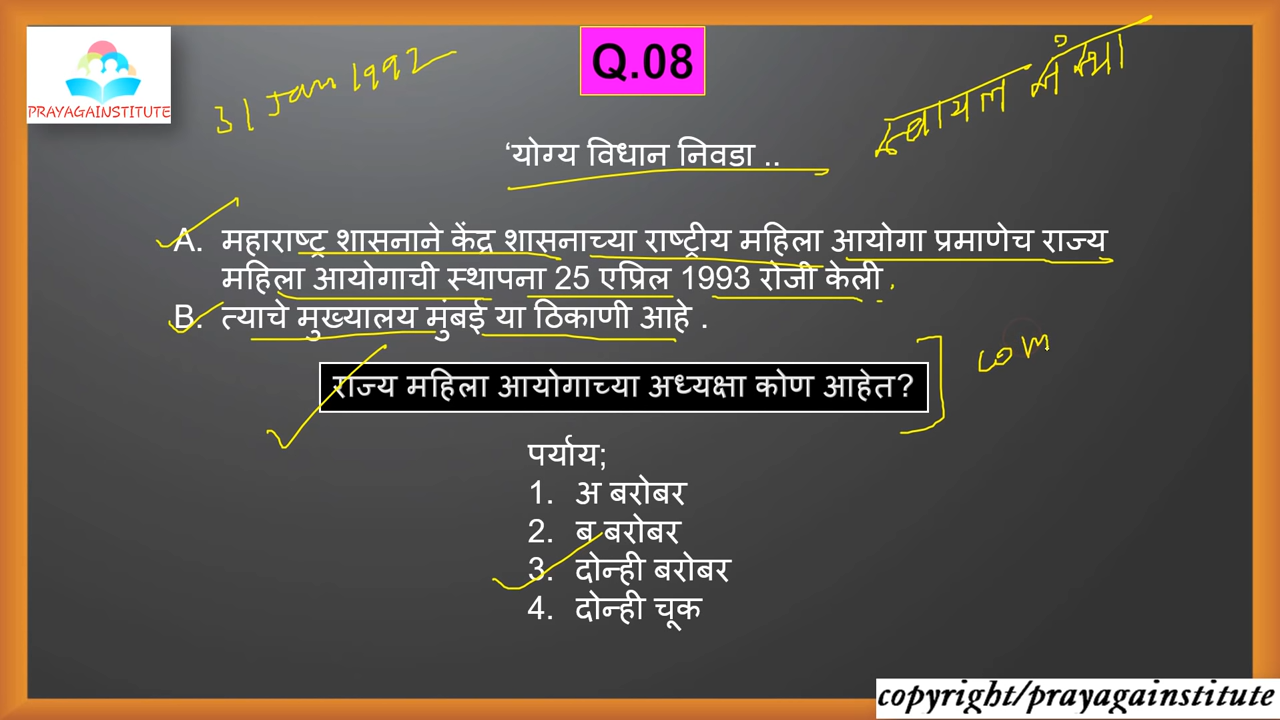 PRAYAGAINSTITUTE
31 Jan 1992
Q.08
स्वायत्त संस्था
‘योग्य विधान निवडा ..
A. महाराष्ट्र शासनाने केंद्र शासनाच्या राष्ट्रीय महिला आयोगा प्रमाणेच राज्य
महिला आयोगाची स्थापना 25 एप्रिल 1993 रोजी केली .
B. त्याचे मुख्यालय मुंबई या ठिकाणी आहे .
com
राज्य महिला आयोगाच्या अध्यक्षा कोण आहेत?
पर्याय;
1. अ बरोबर
2. ब बरोबर
3. दोन्ही बरोबर
4. दोन्ही चूक
copyright/prayagainstitute